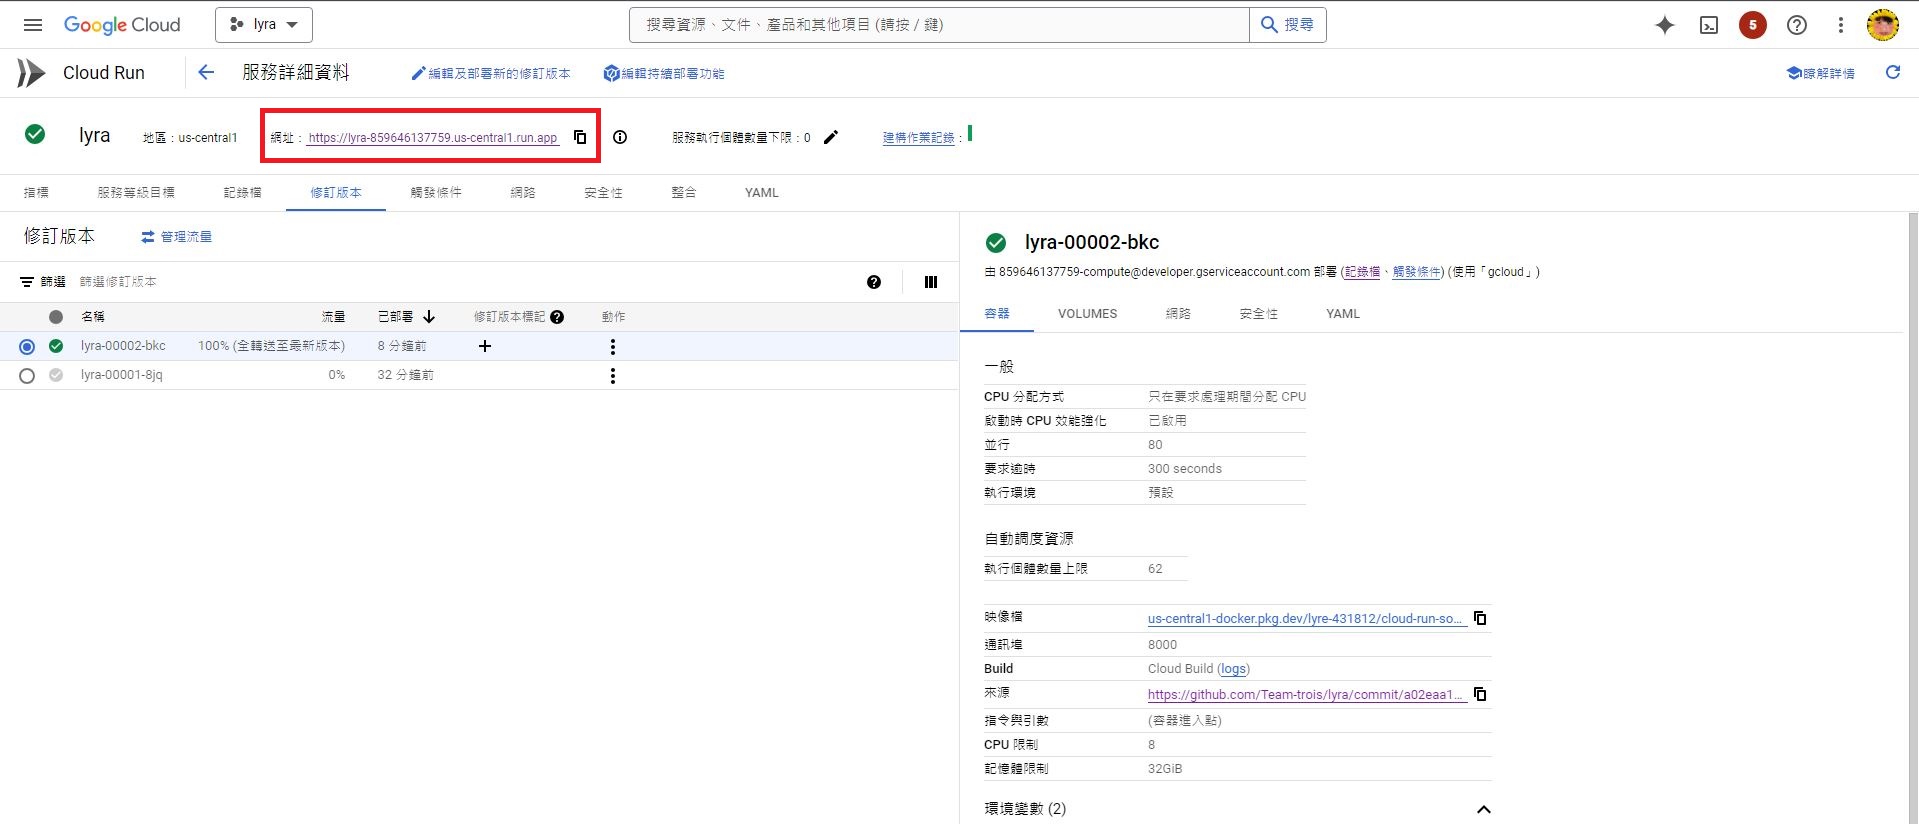 Google Cloud
lyra
搜尋資源、文件、產品和其他項目 (請按 / 鍵)
搜尋
5
Cloud Run
服務詳細資料
編輯及部署新的修訂版本
編輯持續部署功能
瞭解詳情
lyra
地區：us-central1
網址：https://lyra-859646137759.us-central1.run.app
服務執行個體數量下限：0
建構作業記錄：
指標
服務等級目標
記錄檔
修訂版本
觸發條件
網路
安全性
整合
YAML
修訂版本
管理流量
篩選 篩選修訂版本
名稱 流量 已部署 修訂版本標記 動作
lyra-00002-bkc 100% (全轉送至最新版本) 8 分鐘前
lyra-00001-8jq 0% 32 分鐘前
lyra-00002-bkc
由 859646137759-compute@developer.gserviceaccount.com 部署 (記錄檔、觸發條件) (使用「gcloud」)
容器
VOLUMES
網路
安全性
YAML
一般
CPU 分配方式 只在要求處理期間分配 CPU
啟動時 CPU 效能強化 已啟用
並行 80
要求逾時 300 seconds
執行環境 預設
自動調度資源
執行個體數量上限 62
映像檔 us-central1-docker.pkg.dev/lyre-431812/cloud-run-so...
通訊埠 8000
Build Cloud Build (logs)
來源 https://github.com/Team-trois/lyra/commit/a02eaa1...
指令與引數 (容器進入點)
CPU 限制 8
記憶體限制 32GiB
環境變數 (2)